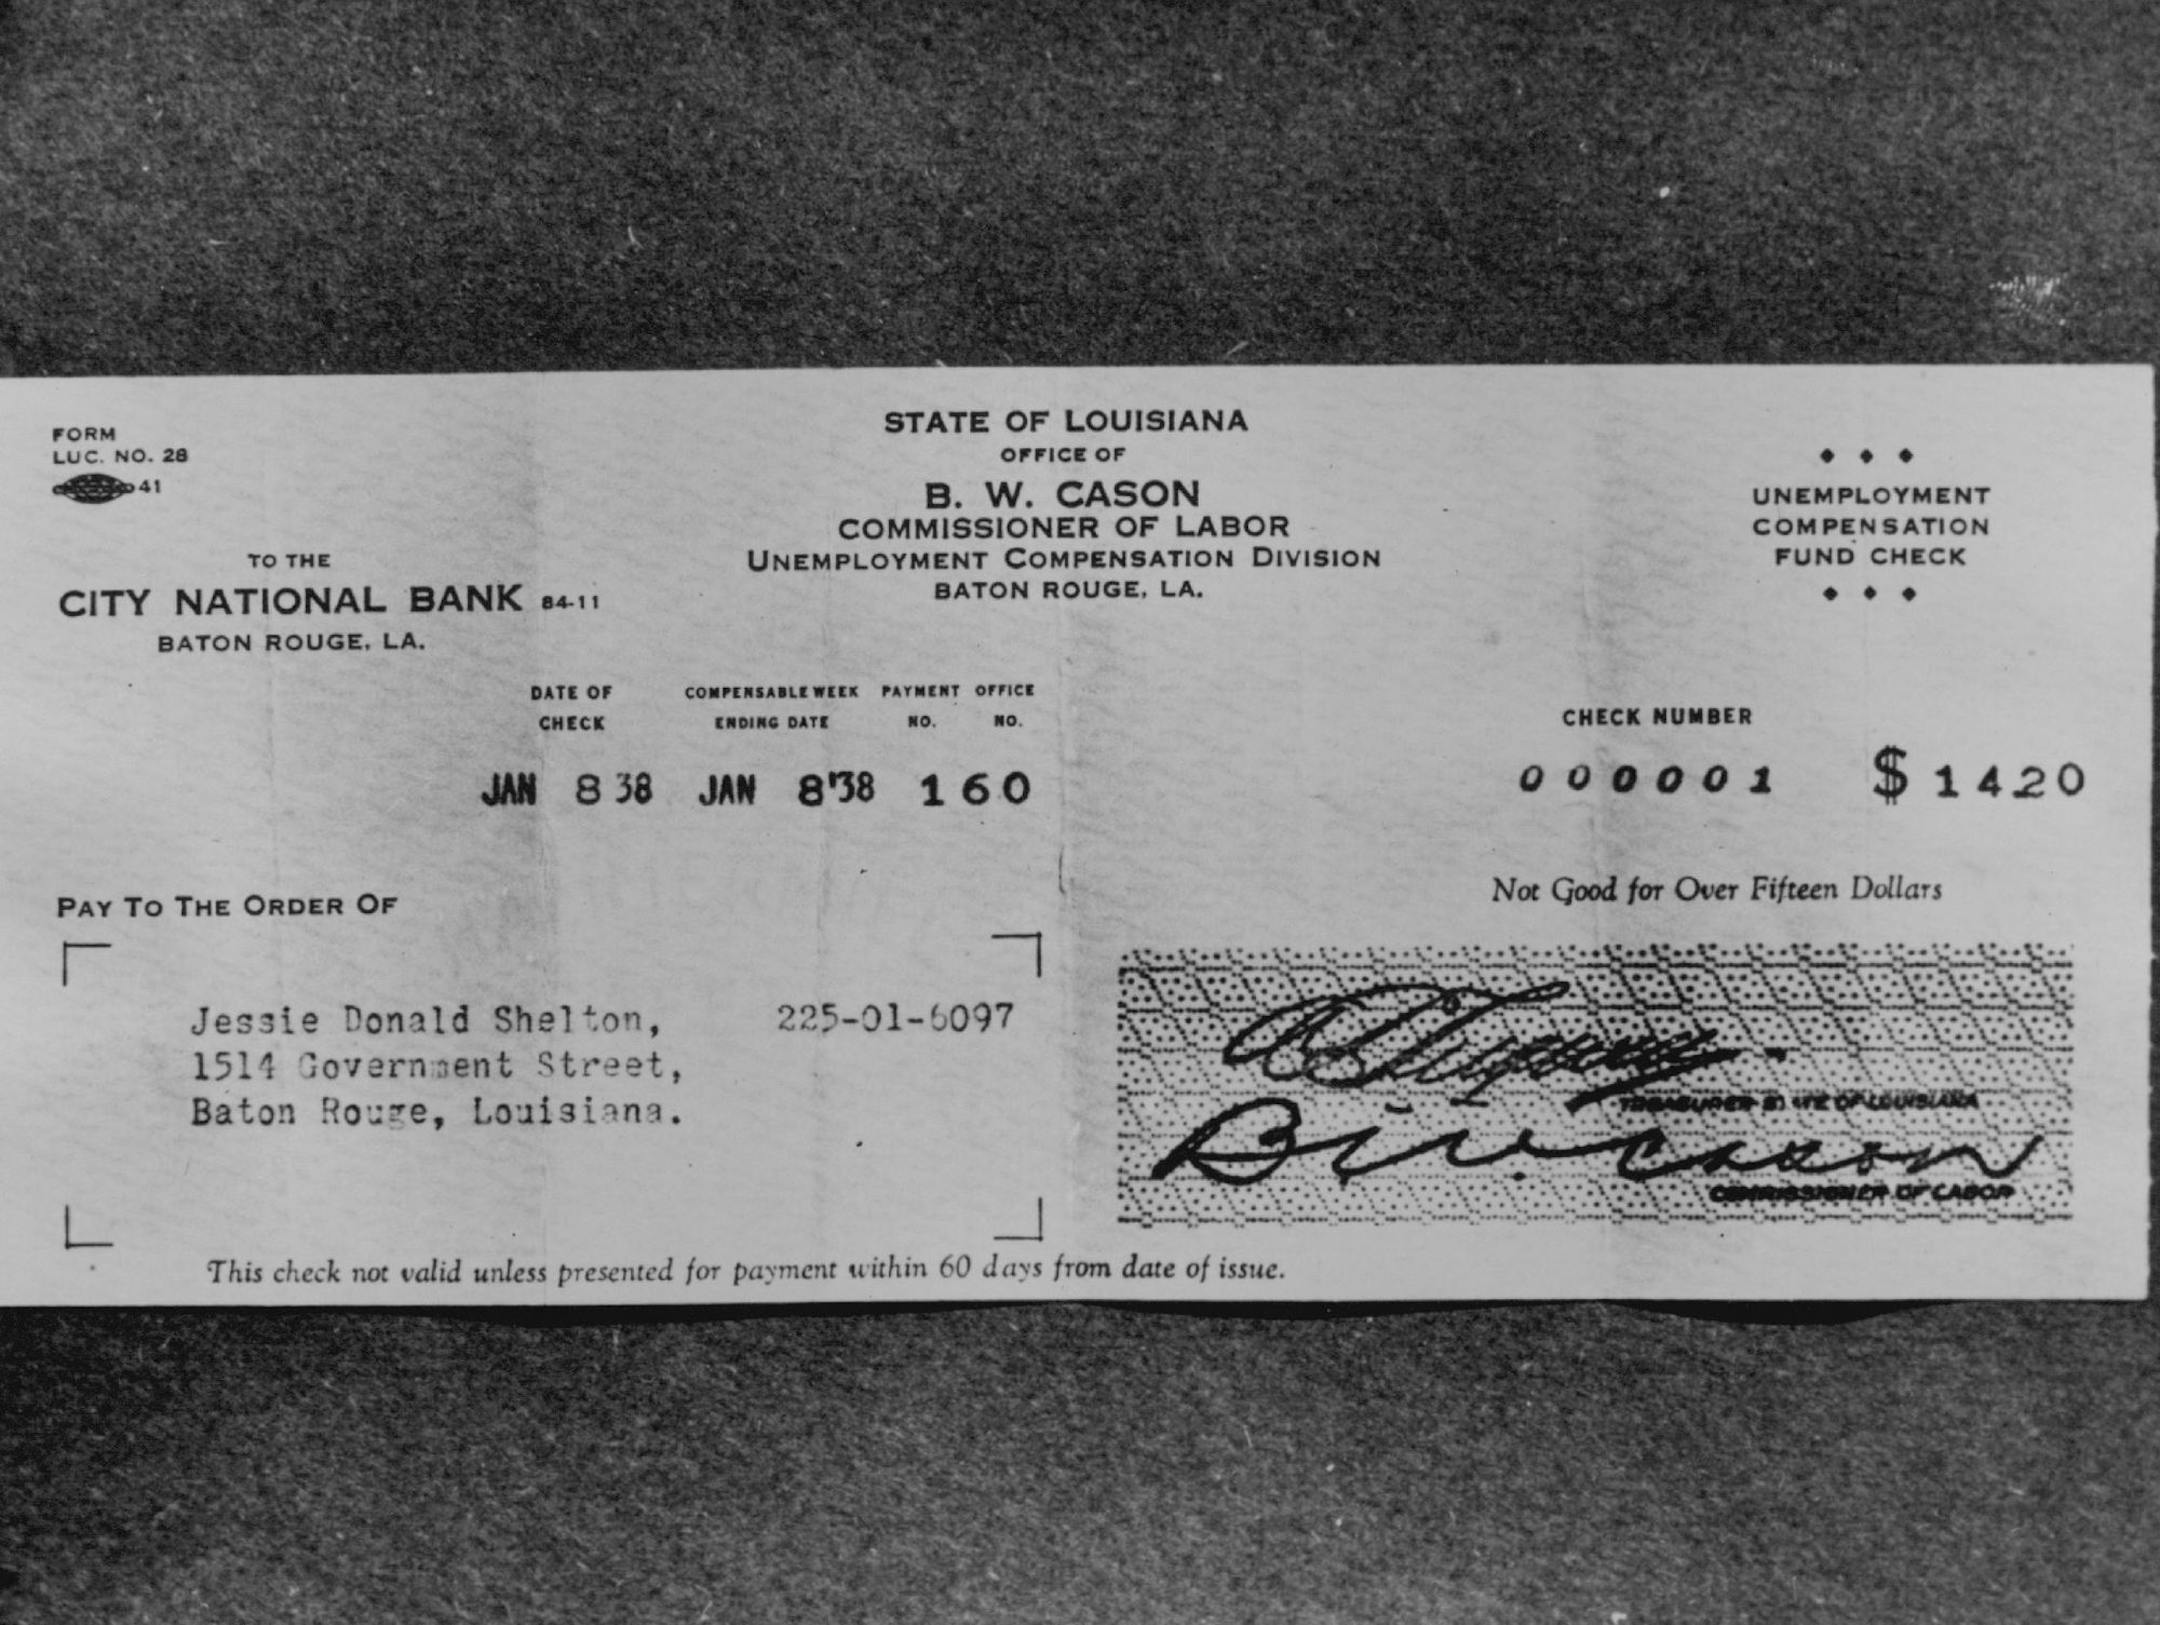 FORM
LUC. NO. 28
41
STATE OF LOUISIANA
OFFICE OF
B. W. CASON
COMMISSIONER OF LABOR
UNEMPLOYMENT COMPENSATION DIVISION
BATON ROUGE, LA.
UNEMPLOYMENT
COMPENSATION
FUND CHECK
TO THE
CITY NATIONAL BANK 84-11
BATON ROUGE, LA.
DATE OF CHECK
COMPENSABLE WEEK ENDING DATE
PAYMENT NO.
OFFICE NO.
JAN 8 38 JAN 8 '38 1 60
CHECK NUMBER
000001 $1420
Not Good for Over Fifteen Dollars
PAY TO THE ORDER OF
Jessie Donald Shelton, 225-01-6097
1514 Government Street,
Baton Rouge, Louisiana.
TREASURER STATE OF LOUISIANA
B. W. Cason
COMMISSIONER OF LABOR
This check not valid unless presented for payment within 60 days from date of issue.